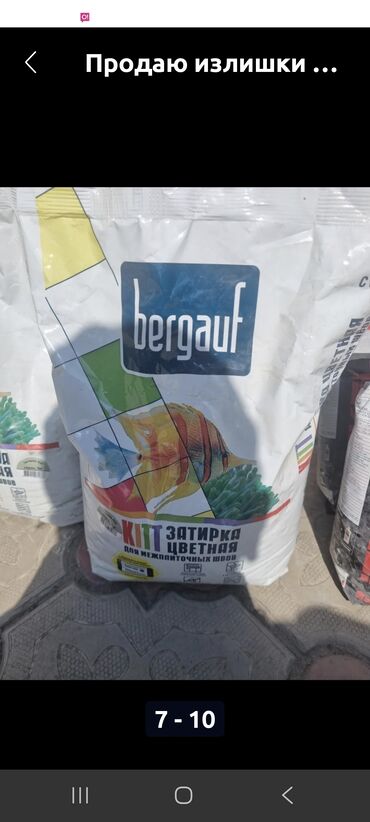 O!
Продаю излишки ...
bergauf
KITT ЗАТИРКА
ЦВЕТНАЯ
ДЛЯ МЕЖПЛИТОЧНЫХ ШВОВ
7 - 10